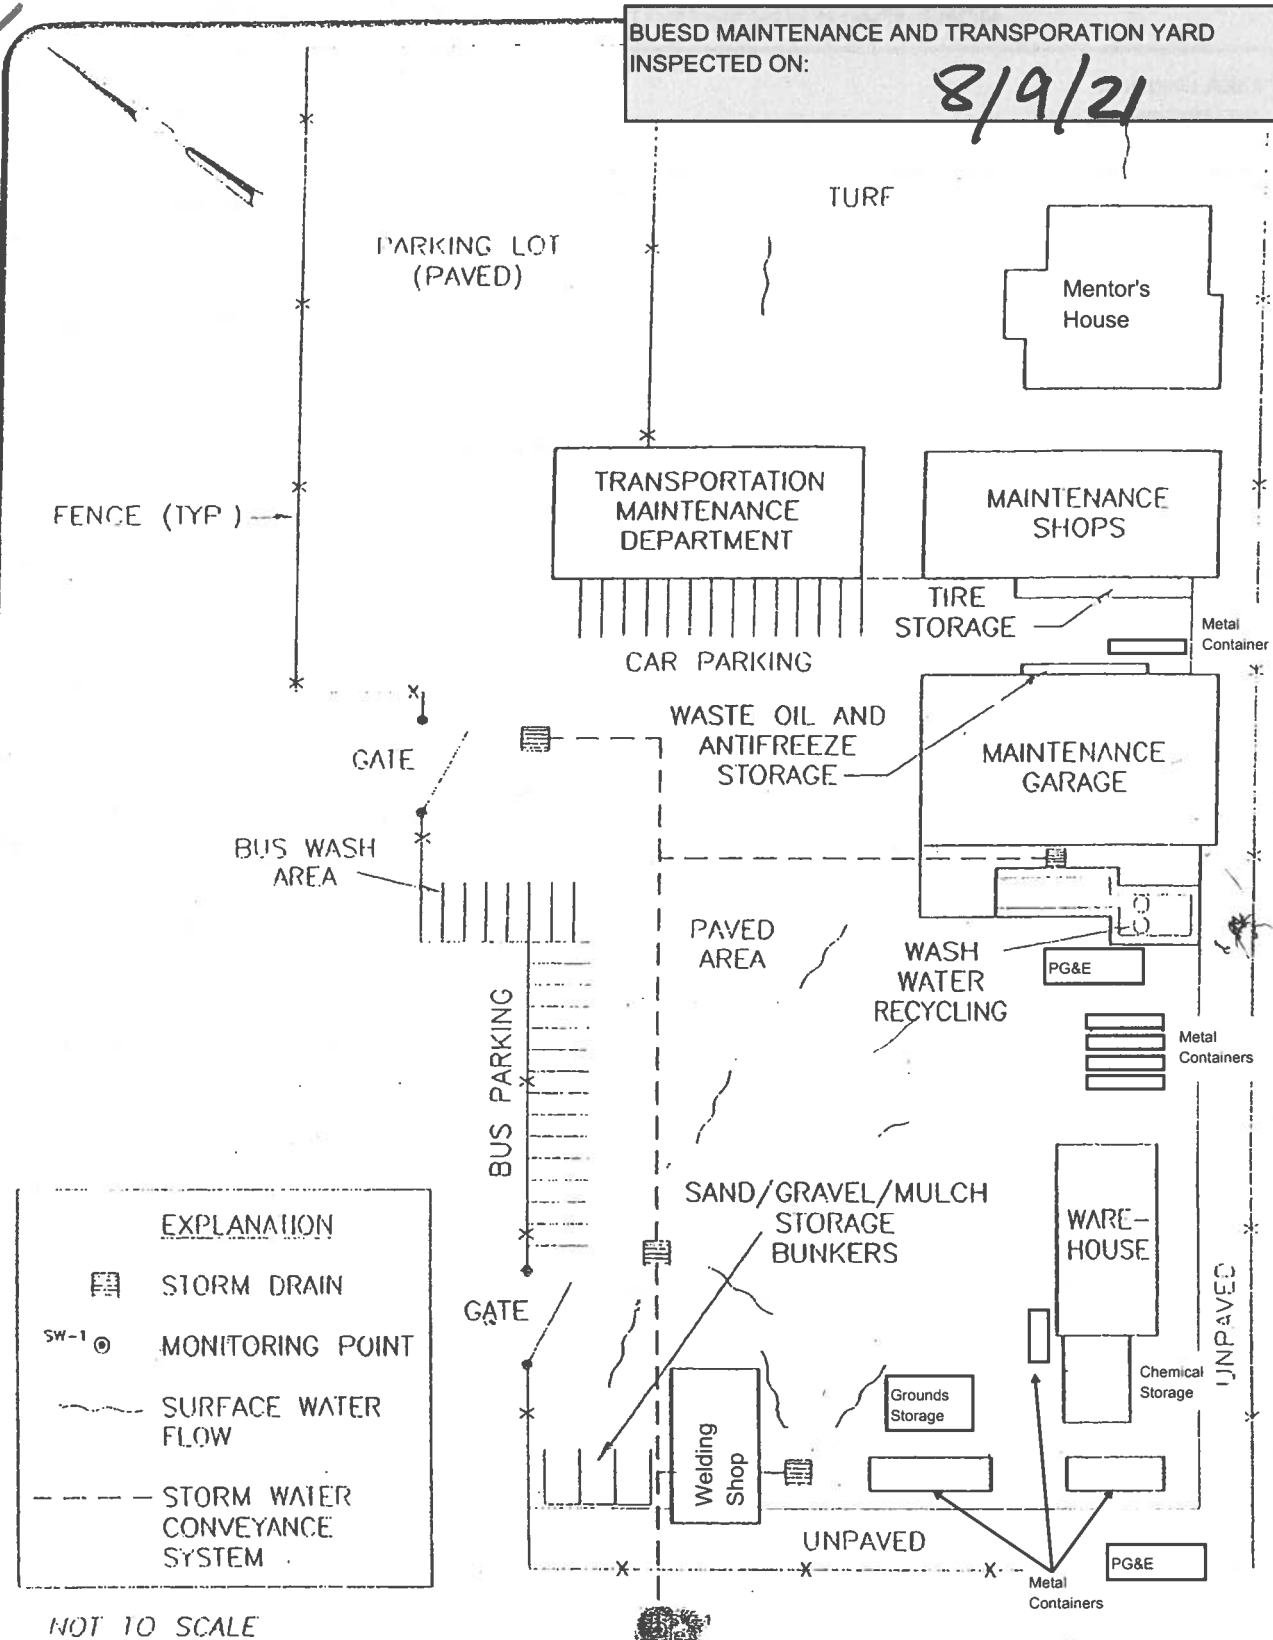 BUESD MAINTENANCE AND TRANSPORATION YARD
INSPECTED ON:
8/9/21
TURF
PARKING LOT
(PAVED)
Mentor's
House
FENCE (TYP.)
TRANSPORTATION
MAINTENANCE
DEPARTMENT
MAINTENANCE
SHOPS
TIRE
STORAGE
Metal
Container
CAR PARKING
WASTE OIL AND
ANTIFREEZE
STORAGE
MAINTENANCE
GARAGE
GATE
BUS WASH
AREA
PAVED
AREA
WASH
WATER
RECYCLING
PG&E
Metal
Containers
BUS PARKING
SAND/GRAVEL/MULCH
STORAGE
BUNKERS
WARE-
HOUSE
UNPAVED
GATE
Chemical
Storage
Grounds
Storage
Welding
Shop
UNPAVED
PG&E
Metal
Containers
EXPLANATION
STORM DRAIN
SW-1
MONITORING POINT
SURFACE WATER
FLOW
STORM WATER
CONVEYANCE
SYSTEM
NOT TO SCALE